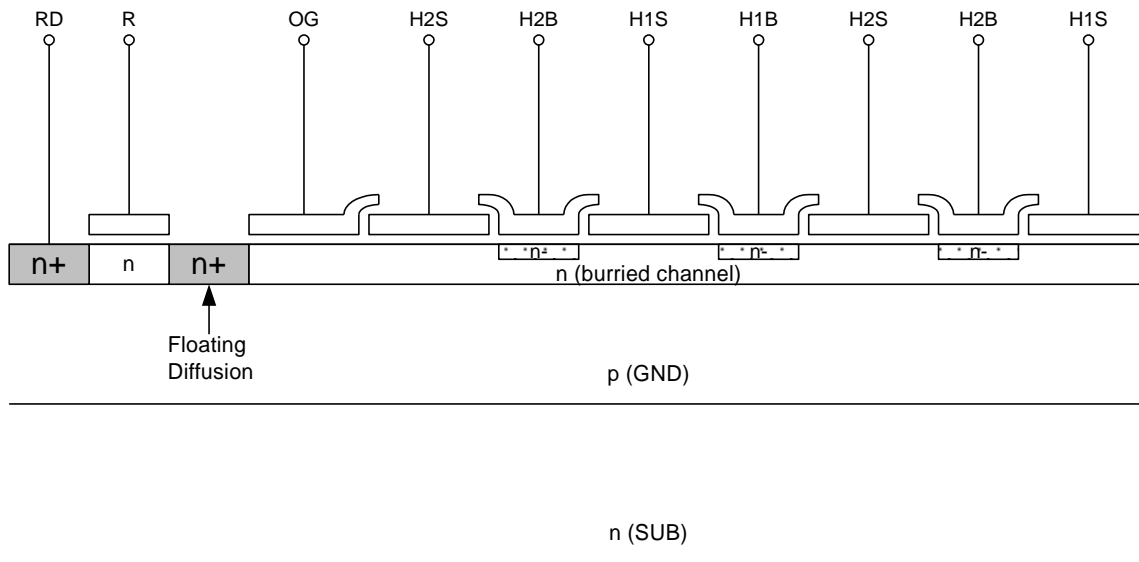 RD R OG H2S H2B H1S H1B H2S H2B H1S
n+ n n+ n- n- n-
n (burried channel)
Floating
Diffusion
p (GND)
n (SUB)